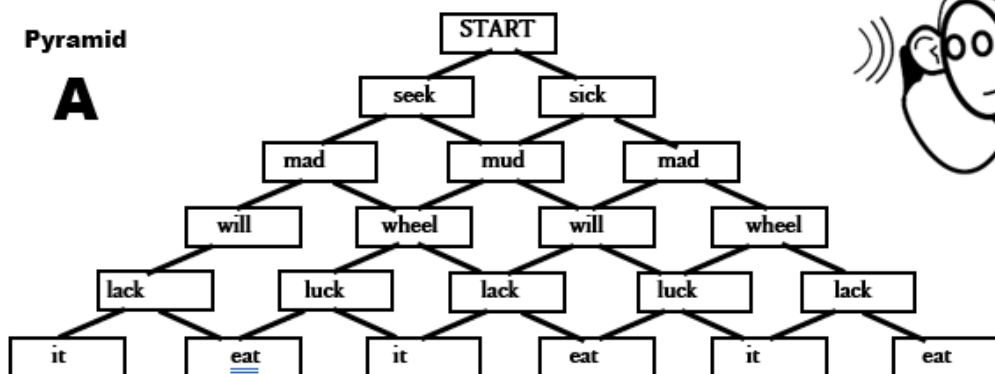 START
Pyramid
A
seek sick
mad mud mad
will wheel will wheel
lack luck lack luck lack
it eat it eat it eat